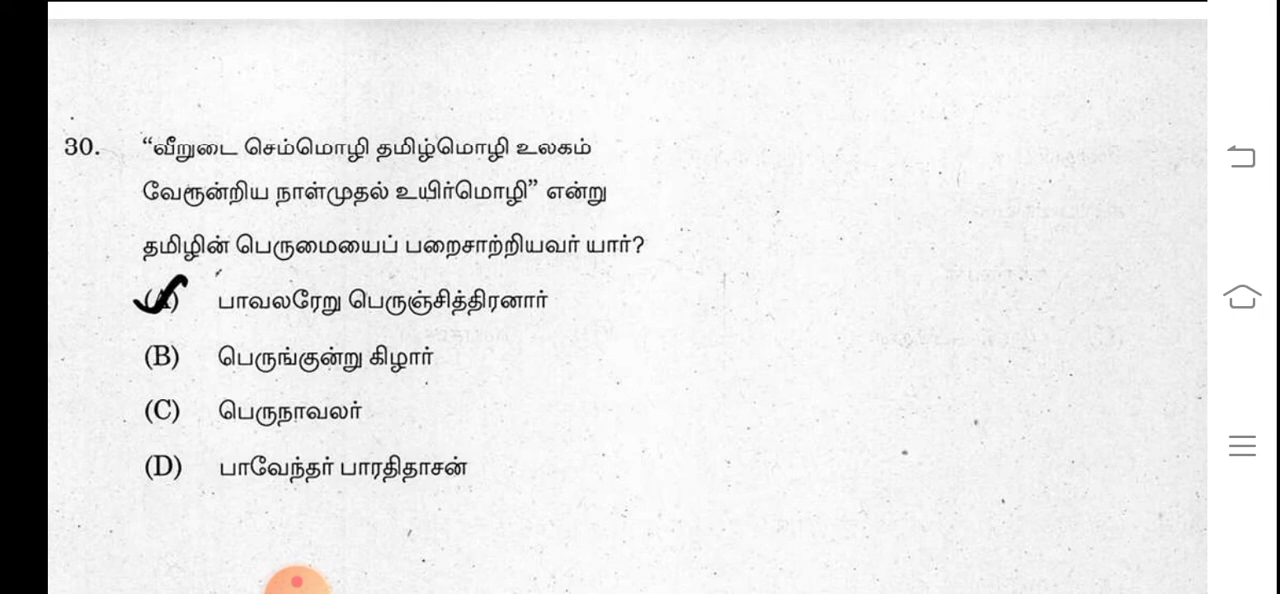 30. “வீறுடை செம்மொழி தமிழ்மொழி உலகம்
வேரூன்றிய நாள்முதல் உயிர்மொழி” என்று
தமிழின் பெருமையைப் பறைசாற்றியவர் யார்?
(A) பாவலரேறு பெருஞ்சித்திரனார்
(B) பெருங்குன்று கிழார்
(C) பெருநாவலர்
(D) பாவேந்தர் பாரதிதாசன்